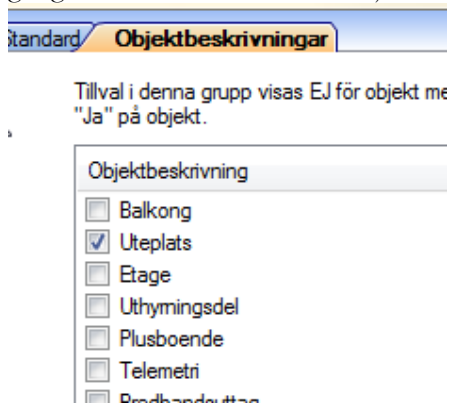 Standard Objektbeskrivningar
Tillval i denna grupp visas EJ för objekt me
"Ja" på objekt.
Objektbeskrivning
Balkong
Uteplats
Etage
Uthyrningsdel
Plusboende
Telemetri
Bredbandsuttag